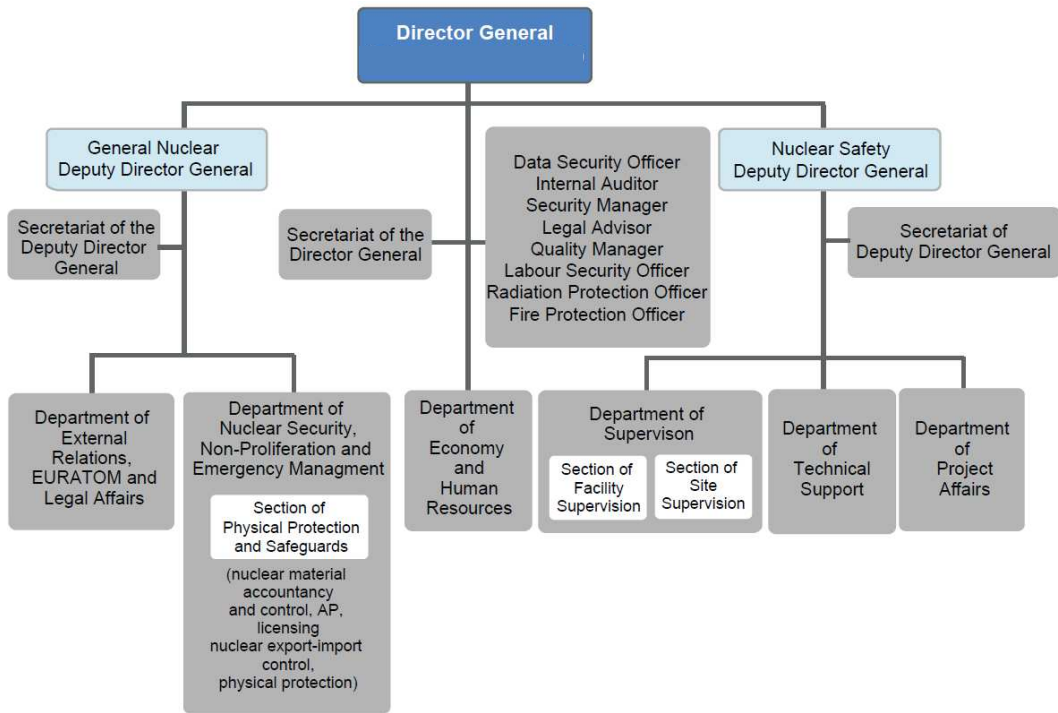 Director General
General Nuclear
Deputy Director General
Data Security Officer
Internal Auditor
Security Manager
Legal Advisor
Quality Manager
Labour Security Officer
Radiation Protection Officer
Fire Protection Officer
Nuclear Safety
Deputy Director General
Secretariat of the
Deputy Director
General
Secretariat of the
Director General
Secretariat of
Deputy Director General
Department of
External
Relations,
EURATOM and
Legal Affairs
Department of
Nuclear Security,
Non-Proliferation and
Emergency Managment
Section of
Physical Protection
and Safeguards
(nuclear material
accountancy
and control, AP,
licensing
nuclear export-import
control,
physical protection)
Department
of
Economy
and
Human
Resources
Department of
Supervison
Section of
Facility
Supervision
Section of
Site
Supervision
Department
of
Technical
Support
Department
of
Project
Affairs